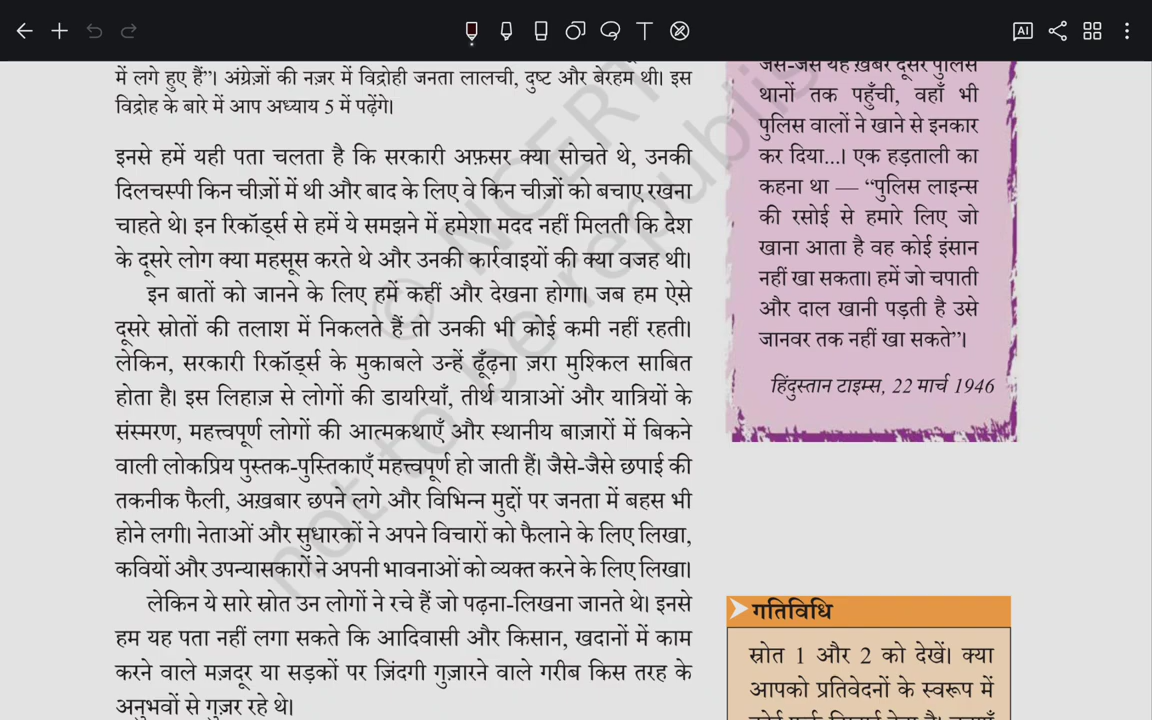 में लगे हुए हैं”। अंग्रेज़ों की नज़र में विद्रोही जनता लालची, दुष्ट और बेरहम थी। इस
विद्रोह के बारे में आप अध्याय 5 में पढ़ेंगे।
इनसे हमें यही पता चलता है कि सरकारी अफ़सर क्या सोचते थे, उनकी
दिलचस्पी किन चीज़ों में थी और बाद के लिए वे किन चीज़ों को बचाए रखना
चाहते थे। इन रिकॉर्ड्स से हमें ये समझने में हमेशा मदद नहीं मिलती कि देश
के दूसरे लोग क्या महसूस करते थे और उनकी कार्रवाइयों की क्या वजह थी।
इन बातों को जानने के लिए हमें कहीं और देखना होगा। जब हम ऐसे
दूसरे स्रोतों की तलाश में निकलते हैं तो उनकी भी कोई कमी नहीं रहती।
लेकिन, सरकारी रिकॉर्ड्स के मुकाबले उन्हें ढूँढ़ना ज़रा मुश्किल साबित
होता है। इस लिहाज़ से लोगों की डायरियाँ, तीर्थ यात्राओं और यात्रियों के
संस्मरण, महत्त्वपूर्ण लोगों की आत्मकथाएँ और स्थानीय बाज़ारों में बिकने
वाली लोकप्रिय पुस्तक-पुस्तिकाएँ महत्त्वपूर्ण हो जाती हैं। जैसे-जैसे छपाई की
तकनीक फैली, अख़बार छपने लगे और विभिन्न मुद्दों पर जनता में बहस भी
होने लगी। नेताओं और सुधारकों ने अपने विचारों को फैलाने के लिए लिखा,
कवियों और उपन्यासकारों ने अपनी भावनाओं को व्यक्त करने के लिए लिखा।
लेकिन ये सारे स्रोत उन लोगों ने रचे हैं जो पढ़ना-लिखना जानते थे। इनसे
हम यह पता नहीं लगा सकते कि आदिवासी और किसान, खदानों में काम
करने वाले मज़दूर या सड़कों पर ज़िंदगी गुज़ारने वाले गरीब किस तरह के
अनुभवों से गुज़र रहे थे।
जैसे-जैसे यह ख़बर दूसरे पुलिस
थानों तक पहुँची, वहाँ भी
पुलिस वालों ने खाने से इनकार
कर दिया...। एक हड़ताली का
कहना था — “पुलिस लाइन्स
की रसोई से हमारे लिए जो
खाना आता है वह कोई इंसान
नहीं खा सकता। हमें जो चपाती
और दाल खानी पड़ती है उसे
जानवर तक नहीं खा सकते”।
हिंदुस्तान टाइम्स, 22 मार्च 1946
गतिविधि
स्रोत 1 और 2 को देखें। क्या
आपको प्रतिवेदनों के स्वरूप में
© NCERT
not to be republis
T
AI